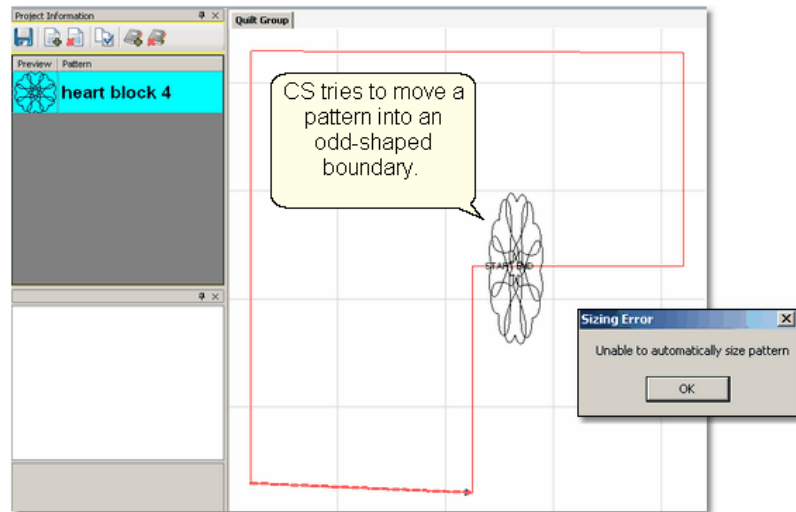 Project Information
Quilt Group
Preview Pattern
heart block 4
CS tries to move a
pattern into an
odd-shaped
boundary.
START END
Sizing Error
Unable to automatically size pattern
OK